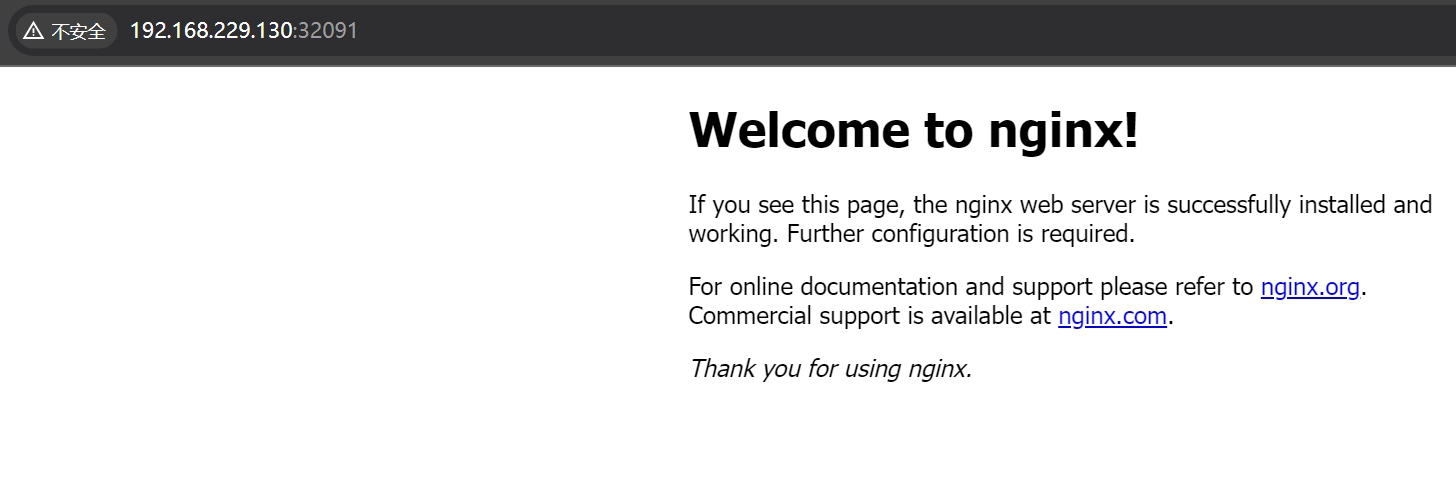 不安全 192.168.229.130:32091
Welcome to nginx!
If you see this page, the nginx web server is successfully installed and
working. Further configuration is required.
For online documentation and support please refer to nginx.org.
Commercial support is available at nginx.com.
Thank you for using nginx.